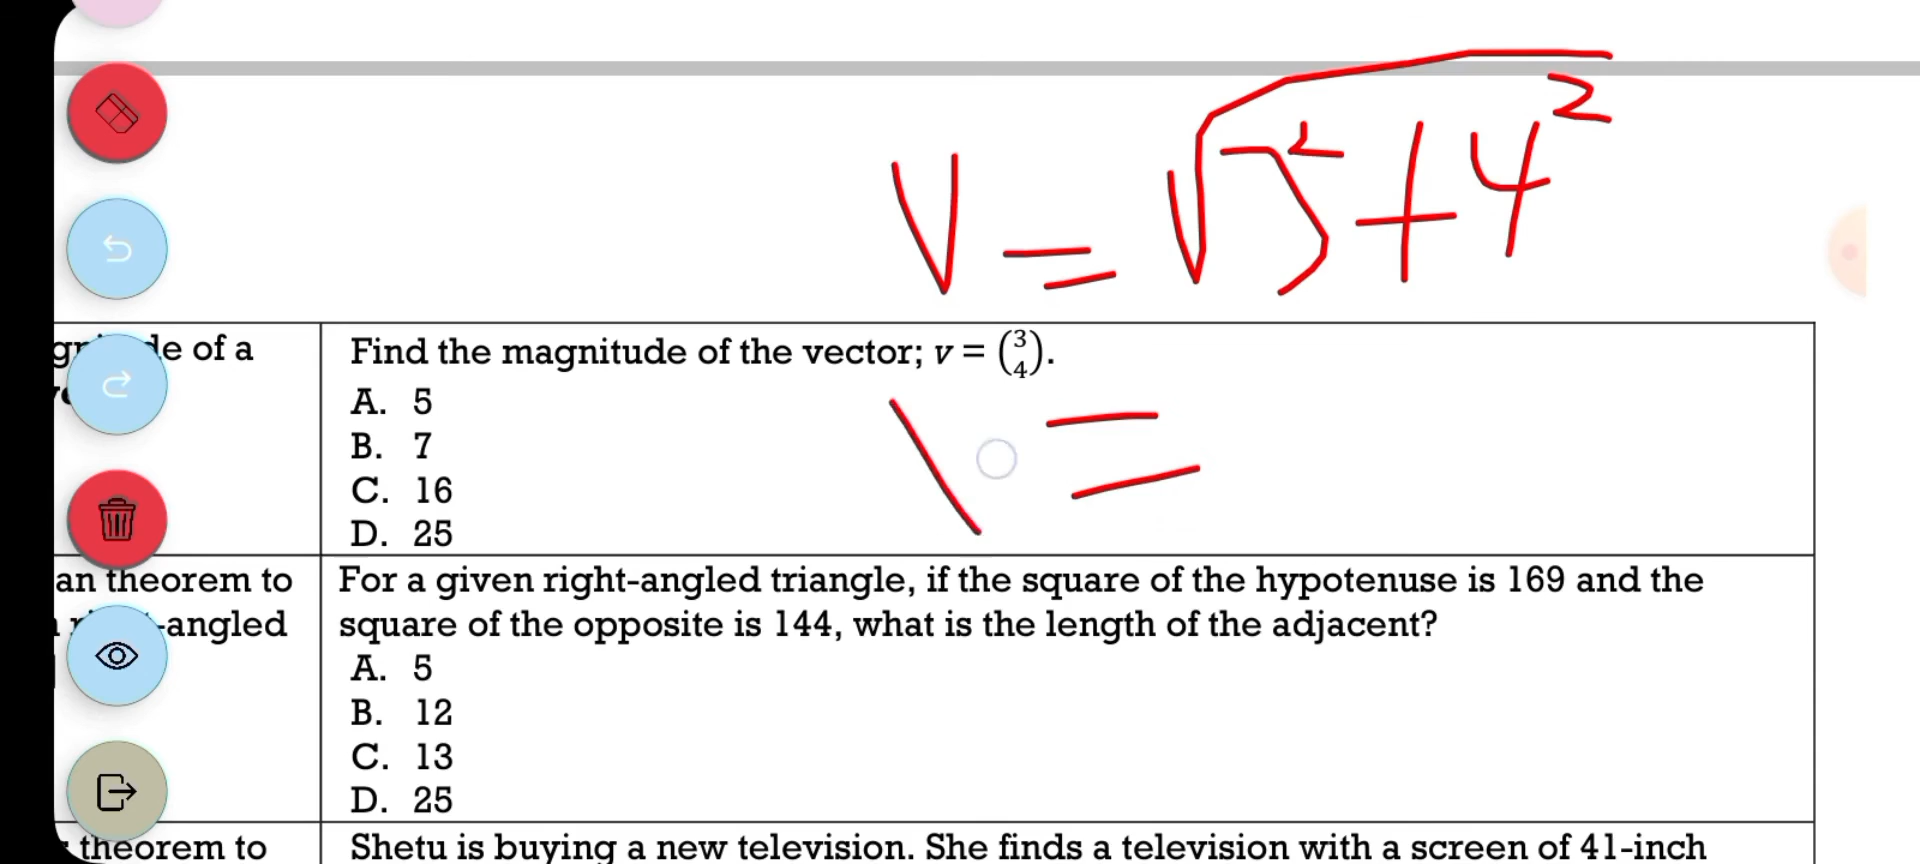 V = √3² + 4²
e of a
Find the magnitude of the vector; v = (3 4).
A. 5
B. 7
C. 16
D. 25
\ =
an theorem to
-angled
For a given right-angled triangle, if the square of the hypotenuse is 169 and the
square of the opposite is 144, what is the length of the adjacent?
A. 5
B. 12
C. 13
D. 25
theorem to
Shetu is buying a new television. She finds a television with a screen of 41-inch